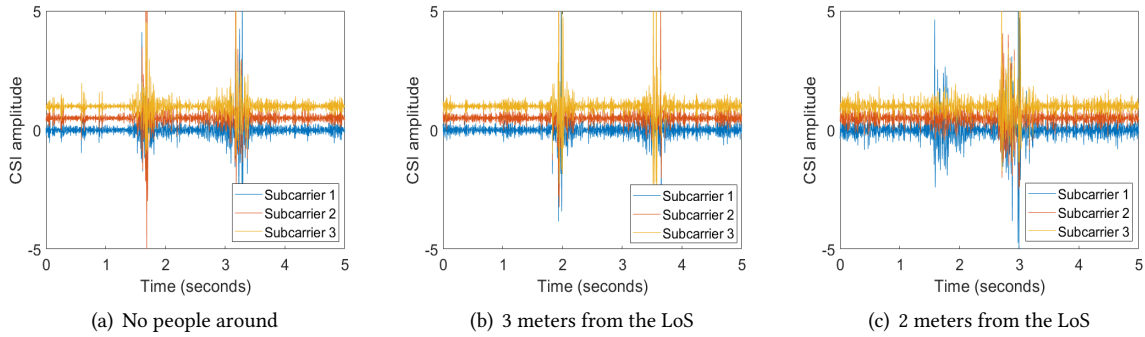 CSI amplitude
5
0
-5
Subcarrier 1
Subcarrier 2
Subcarrier 3
0 1 2 3 4 5
Time (seconds)
(a) No people around
CSI amplitude
5
0
-5
Subcarrier 1
Subcarrier 2
Subcarrier 3
0 1 2 3 4 5
Time (seconds)
(b) 3 meters from the LoS
CSI amplitude
5
0
-5
Subcarrier 1
Subcarrier 2
Subcarrier 3
0 1 2 3 4 5
Time (seconds)
(c) 2 meters from the LoS